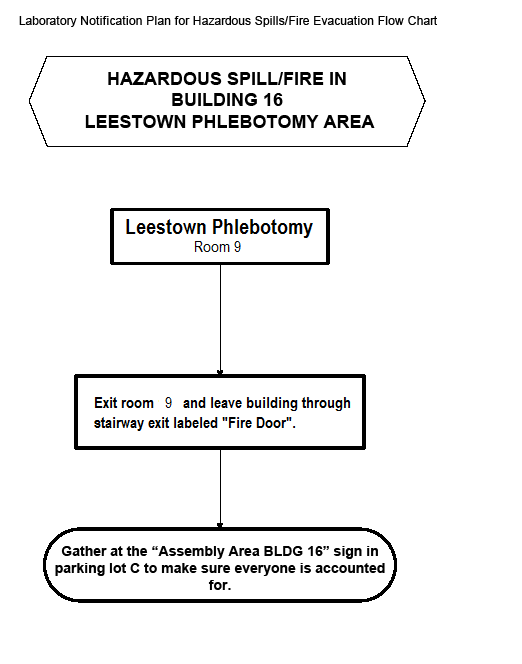 Laboratory Notification Plan for Hazardous Spills/Fire Evacuation Flow Chart
HAZARDOUS SPILL/FIRE IN
BUILDING 16
LEESTOWN PHLEBOTOMY AREA
Leestown Phlebotomy
Room 9
Exit room 9 and leave building through
stairway exit labeled "Fire Door".
Gather at the “Assembly Area BLDG 16” sign in
parking lot C to make sure everyone is accounted
for.